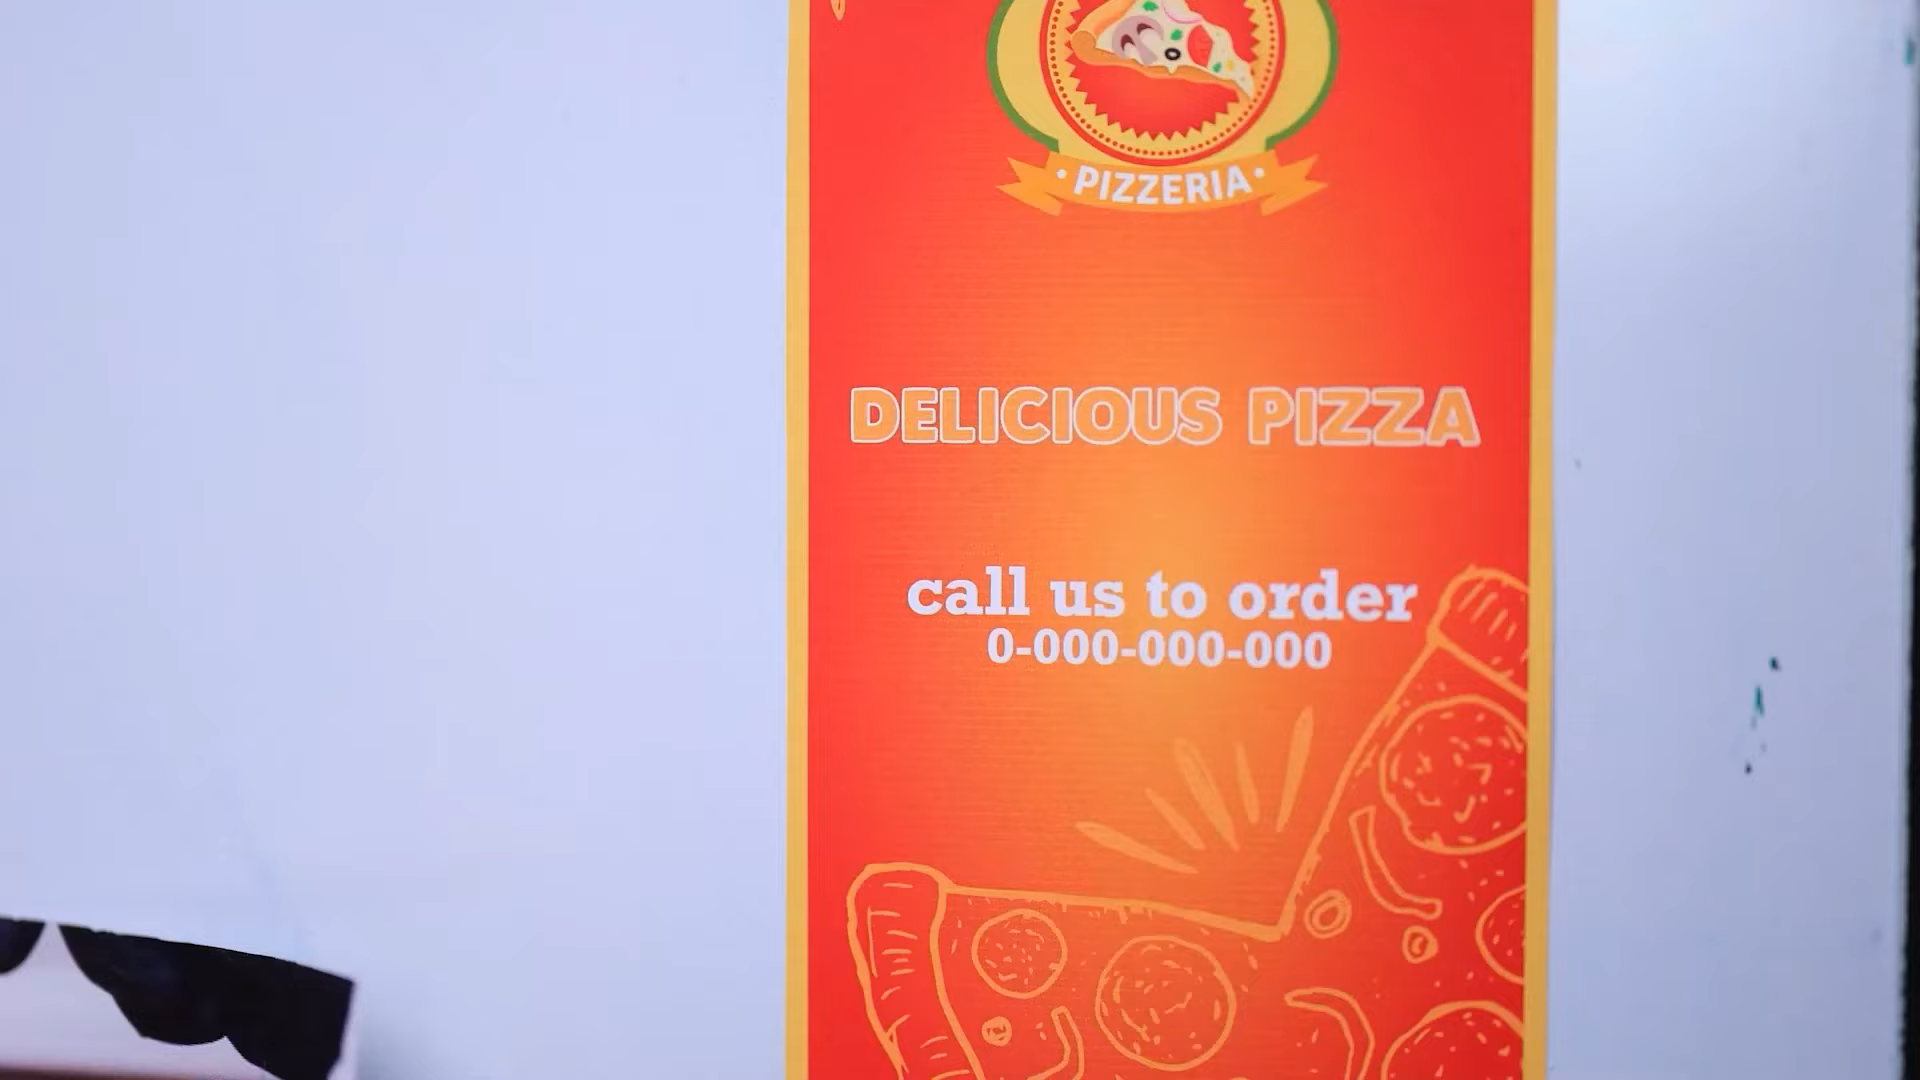 • PIZZERIA •
DELICIOUS PIZZA
call us to order
0-000-000-000